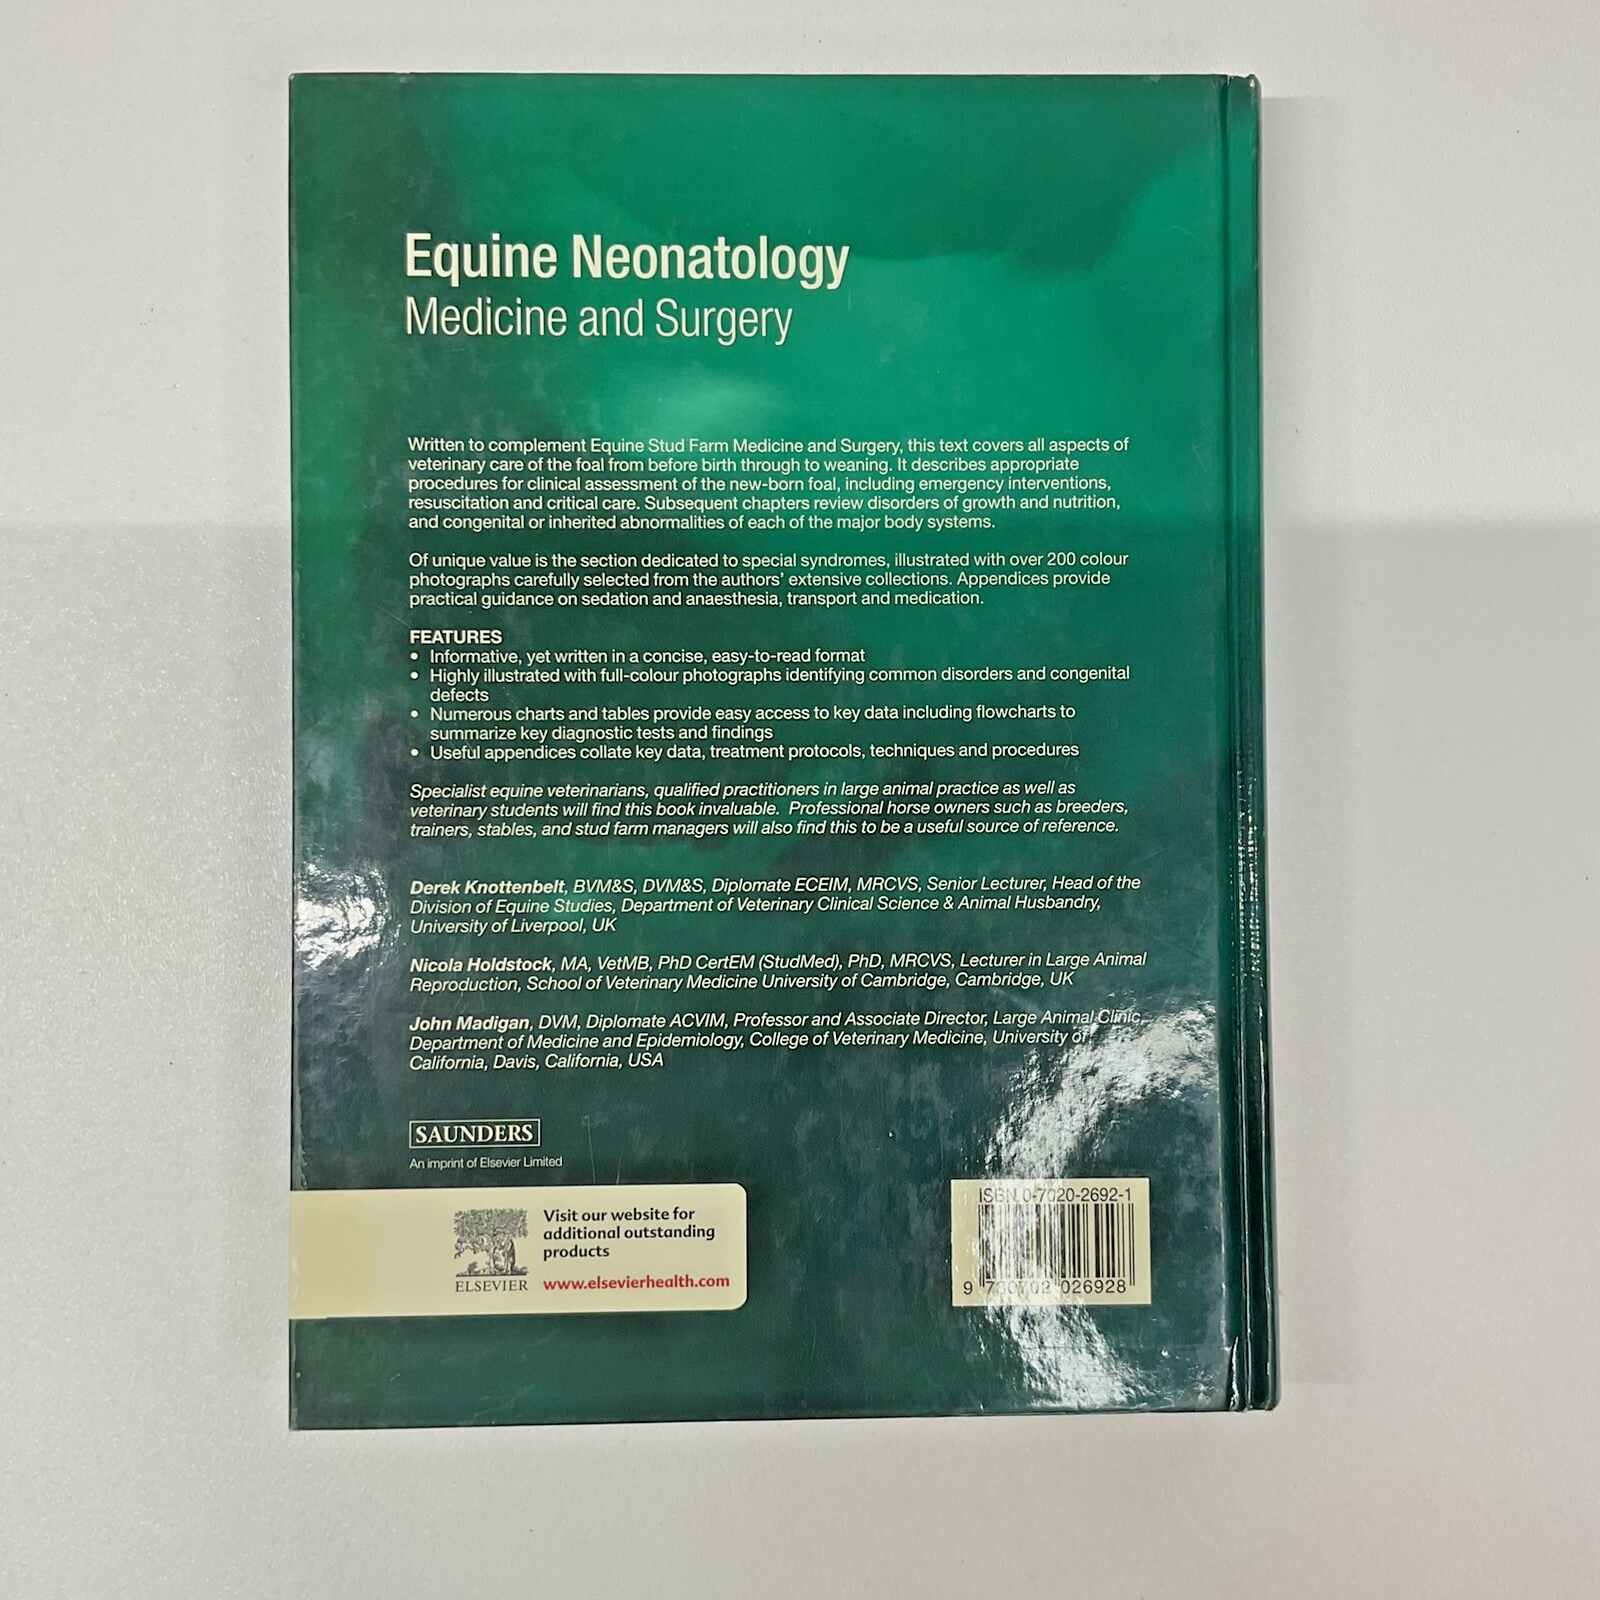 Equine Neonatology
Medicine and Surgery
Written to complement Equine Stud Farm Medicine and Surgery, this text covers all aspects of
veterinary care of the foal from before birth through to weaning. It describes appropriate
procedures for clinical assessment of the new-born foal, including emergency interventions,
resuscitation and critical care. Subsequent chapters review disorders of growth and nutrition,
and congenital or inherited abnormalities of each of the major body systems.
Of unique value is the section dedicated to special syndromes, illustrated with over 200 colour
photographs carefully selected from the authors' extensive collections. Appendices provide
practical guidance on sedation and anaesthesia, transport and medication.
FEATURES
• Informative, yet written in a concise, easy-to-read format
• Highly illustrated with full-colour photographs identifying common disorders and congenital
defects
• Numerous charts and tables provide easy access to key data including flowcharts to
summarize key diagnostic tests and findings
• Useful appendices collate key data, treatment protocols, techniques and procedures
Specialist equine veterinarians, qualified practitioners in large animal practice as well as
veterinary students will find this book invaluable. Professional horse owners such as breeders,
trainers, stables, and stud farm managers will also find this to be a useful source of reference.
Derek Knottenbelt, BVM&S, DVM&S, Diplomate ECEIM, MRCVS, Senior Lecturer, Head of the
Division of Equine Studies, Department of Veterinary Clinical Science & Animal Husbandry,
University of Liverpool, UK
Nicola Holdstock, MA, VetMB, PhD CertEM (StudMed), PhD, MRCVS, Lecturer in Large Animal
Reproduction, School of Veterinary Medicine University of Cambridge, Cambridge, UK
John Madigan, DVM, Diplomate ACVIM, Professor and Associate Director, Large Animal Clinic,
Department of Medicine and Epidemiology, College of Veterinary Medicine, University of
California, Davis, California, USA
SAUNDERS
An imprint of Elsevier Limited
Visit our website for
additional outstanding
products
ELSEVIER
www.elsevierhealth.com
ISBN 0-7020-2692-1
9 780702 026928